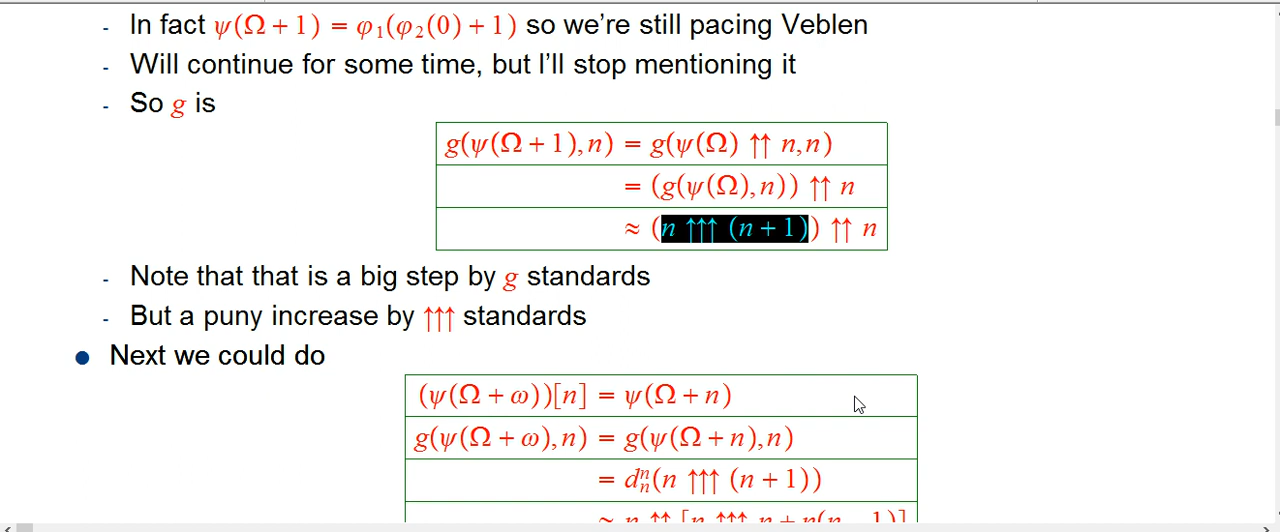 - In fact ψ(Ω + 1) = φ₁(φ₂(0) + 1) so we're still pacing Veblen
- Will continue for some time, but I'll stop mentioning it
- So g is
g(ψ(Ω + 1), n) = g(ψ(Ω) ↑↑ n, n)
= (g(ψ(Ω), n)) ↑↑ n
≈ (n ↑↑↑ (n + 1)) ↑↑ n
- Note that that is a big step by g standards
- But a puny increase by ↑↑↑ standards
● Next we could do
(ψ(Ω + ω))[n] = ψ(Ω + n)
g(ψ(Ω + ω), n) = g(ψ(Ω + n), n)
= dₙⁿ(n ↑↑↑ (n + 1))
≈ n ↑↑ [n ↑↑↑ n + n(n − 1)]